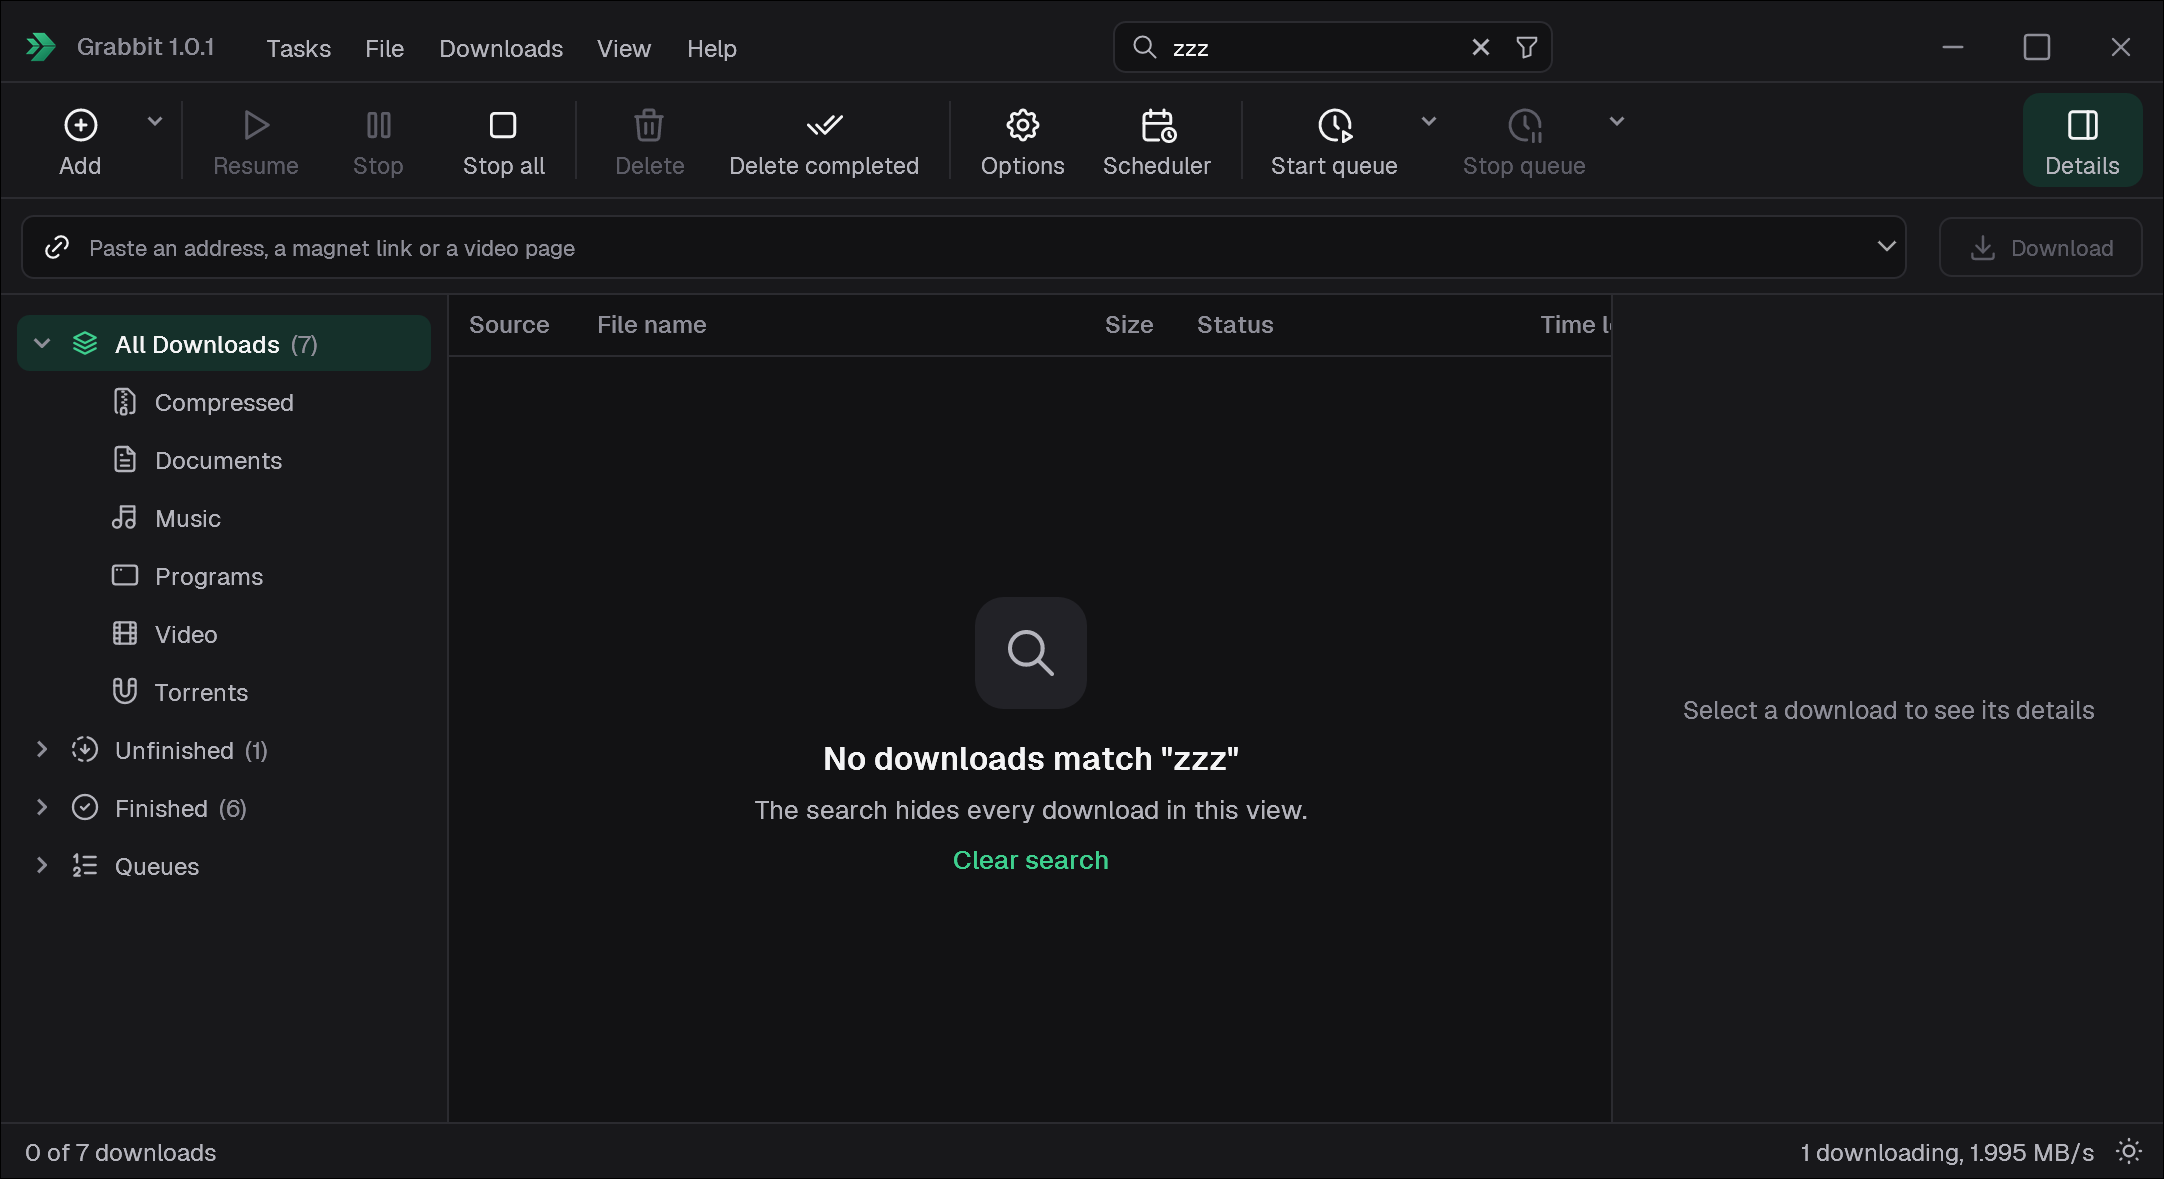 Grabbit 1.0.1 Tasks File Downloads View Help zzz
Add Resume Stop Stop all Delete Delete completed Options Scheduler Start queue Stop queue Details
Paste an address, a magnet link or a video page Download
Source File name Size Status Time l
All Downloads (7)
Compressed
Documents
Music
Programs
Video
Torrents
Unfinished (1)
Finished (6)
Queues
No downloads match "zzz"
The search hides every download in this view.
Clear search
Select a download to see its details
0 of 7 downloads 1 downloading, 1.995 MB/s